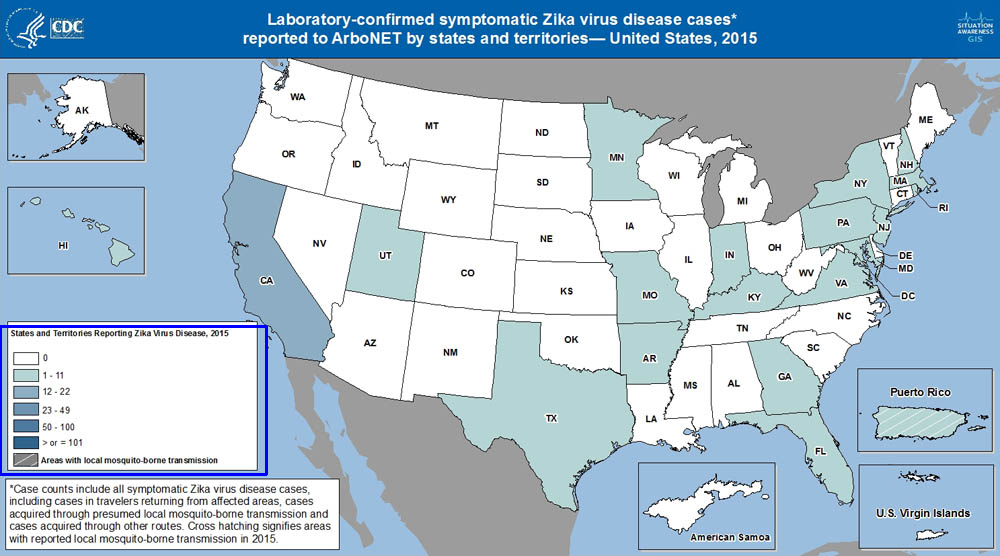 Laboratory-confirmed symptomatic Zika virus disease cases*
reported to ArboNET by states and territories— United States, 2015
CDC
SITUATION
AWARENESS
GIS
AK
HI
WA
OR
CA
ID
NV
MT
WY
UT
AZ
CO
NM
ND
SD
NE
KS
OK
TX
MN
IA
MO
AR
LA
WI
IL
MI
IN
OH
KY
TN
MS
AL
GA
FL
SC
NC
VA
WV
PA
NY
VT
NH
ME
MA
CT
RI
NJ
DE
MD
DC
States and Territories Reporting Zika Virus Disease, 2015
0
1 - 11
12 - 22
23 - 49
50 - 100
> or = 101
Areas with local mosquito-borne transmission
*Case counts include all symptomatic Zika virus disease cases,
including cases in travelers returning from affected areas, cases
acquired through presumed local mosquito-borne transmission and
cases acquired through other routes. Cross hatching signifies areas
with reported local mosquito-borne transmission in 2015.
Puerto Rico
American Samoa
U.S. Virgin Islands